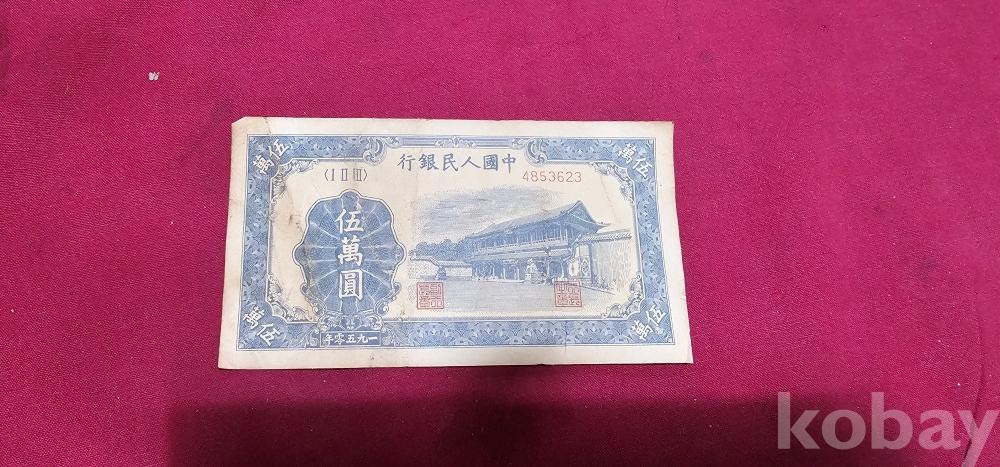 行銀民人國中
〈I II III〉
4853623
伍萬
伍萬
伍萬圓
伍萬
伍萬
年零五九一
kobay